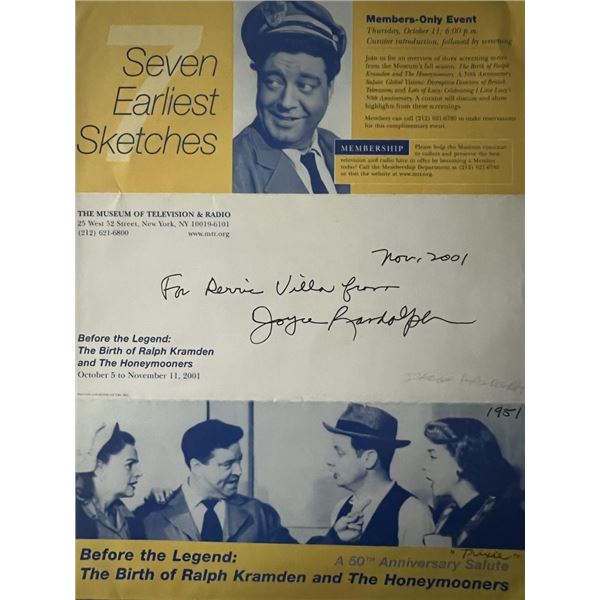 7
Seven
Earliest
Sketches
Members-Only Event
Thursday, October 11; 6:00 p.m.
Curator introduction, followed by screening
Join us for an overview of three screening series
from the Museum's fall season, The Birth of Ralph
Kramden and The Honeymooners: A 50th Anniversary
Salute; Global Visions: Disruptive Directors of British
Television; and Lots of Lucy: Celebrating I Love Lucy's
50th Anniversary. A curator will discuss and show
highlights from these screenings.
Members can call (212) 621-6780 to make reservations
for this complimentary event.
MEMBERSHIP
Please help the Museum continue
to collect and preserve the best
television and radio have to offer by becoming a Member
today! Call the Membership Department at (212) 621-6780
or visit the website at www.mtr.org.
THE MUSEUM OF TELEVISION & RADIO
25 West 52 Street, New York, NY 10019-6101
(212) 621-6800 www.mtr.org
Nov, 2001
For Derric Villa from
Joyce Randolph
Before the Legend:
The Birth of Ralph Kramden
and The Honeymooners
October 5 to November 11, 2001
1951
"Trixie"
Before the Legend: A 50TH Anniversary Salute
The Birth of Ralph Kramden and The Honeymooners